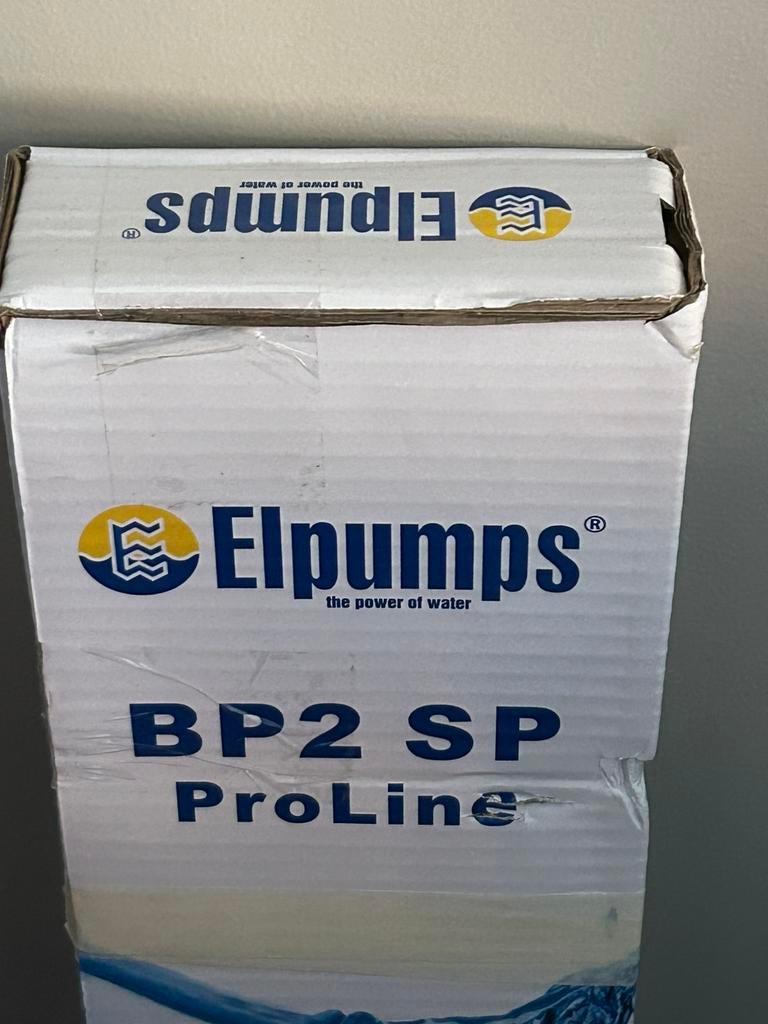 Elpumps®
the power of water
Elpumps®
the power of water
BP2 SP
ProLine